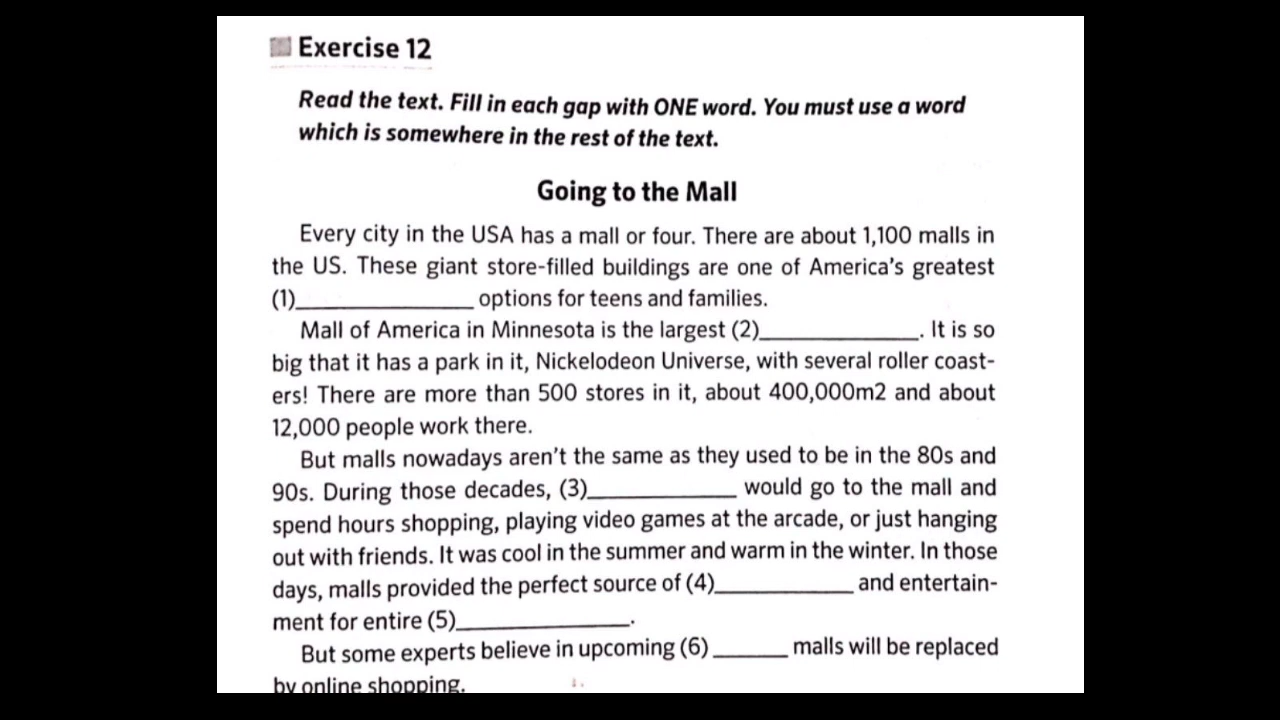 Exercise 12
Read the text. Fill in each gap with ONE word. You must use a word
which is somewhere in the rest of the text.
Going to the Mall
Every city in the USA has a mall or four. There are about 1,100 malls in
the US. These giant store-filled buildings are one of America's greatest
(1)_______________ options for teens and families.
Mall of America in Minnesota is the largest (2)_____________. It is so
big that it has a park in it, Nickelodeon Universe, with several roller coast-
ers! There are more than 500 stores in it, about 400,000m2 and about
12,000 people work there.
But malls nowadays aren't the same as they used to be in the 80s and
90s. During those decades, (3)____________ would go to the mall and
spend hours shopping, playing video games at the arcade, or just hanging
out with friends. It was cool in the summer and warm in the winter. In those
days, malls provided the perfect source of (4)___________ and entertain-
ment for entire (5)______________.
But some experts believe in upcoming (6)______ malls will be replaced
by online shopping.